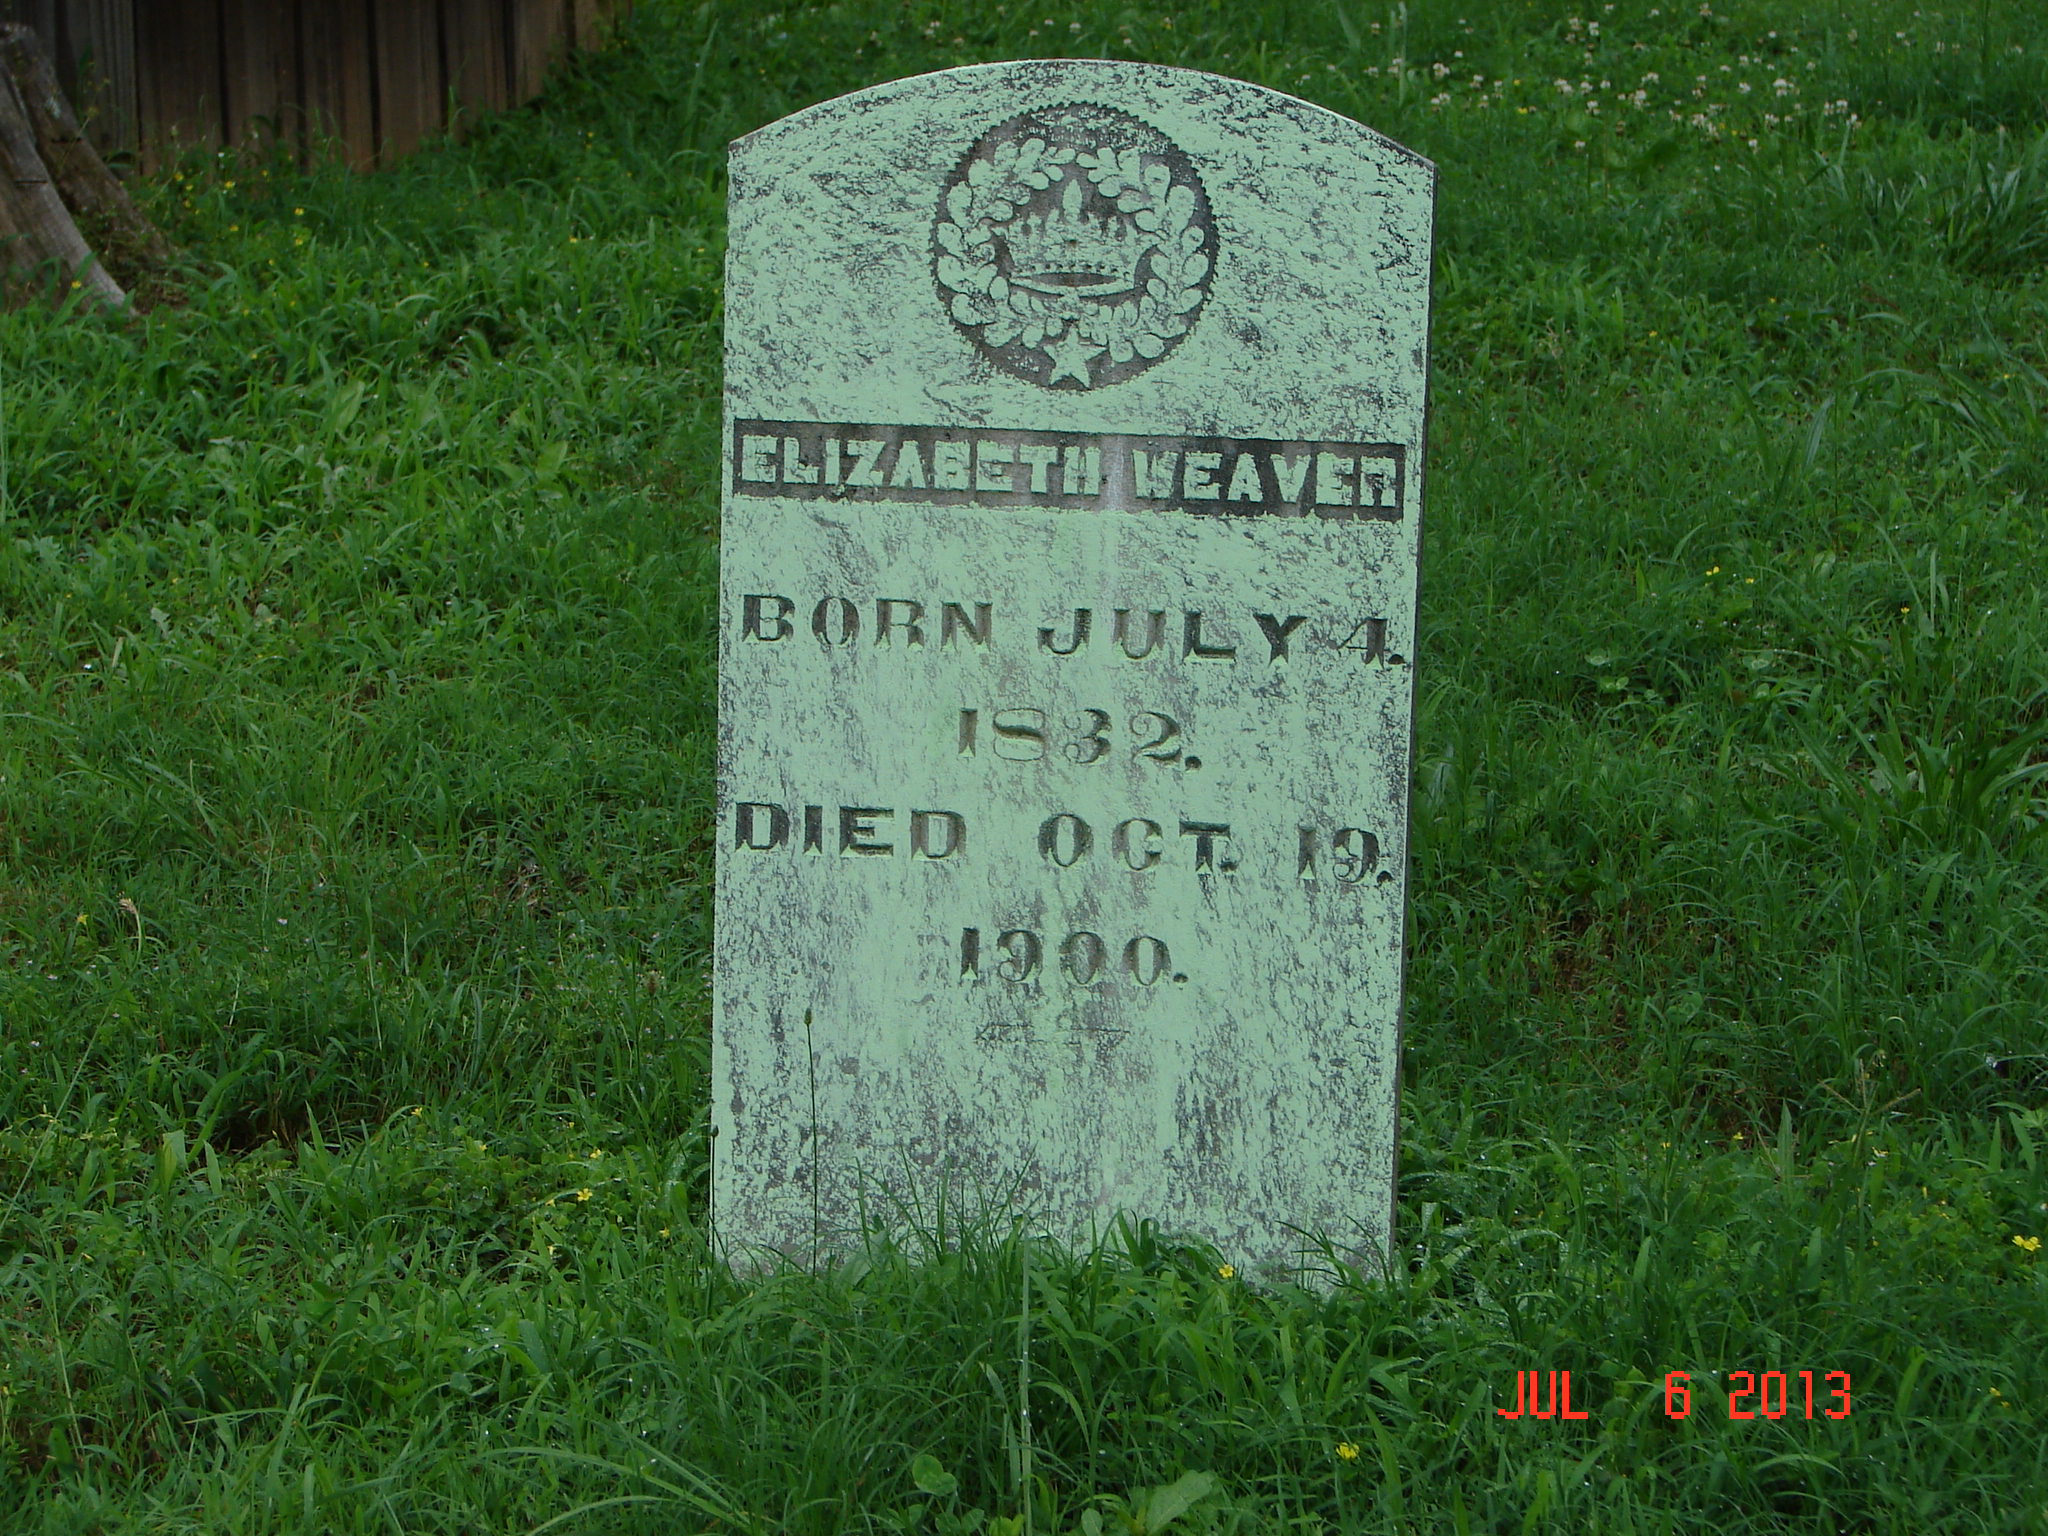 ELIZABETH WEAVER
BORN JULY 4.
1832.
DIED OCT. 19.
1900.
JUL 6 2013